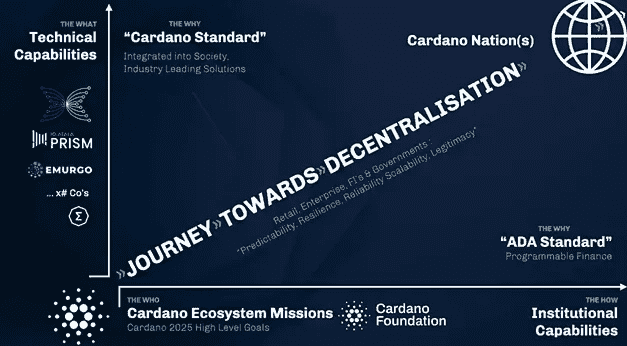 THE WHAT
Technical
Capabilities
THE WHY
“Cardano Standard”
Integrated into Society,
Industry Leading Solutions
Cardano Nation(s)
PRISM
EMURGO
... x# Co's
Σ
»JOURNEY»TOWARDS»DECENTRALISATION»
Retail, Enterprise, FI's & Governments :
"Predictability, Resilience, Reliability Scalability, Legitimacy"
THE WHY
“ADA Standard”
Programmable Finance
THE WHO
Cardano Ecosystem Missions
Cardano 2025 High Level Goals
Cardano
Foundation
THE HOW
Institutional
Capabilities